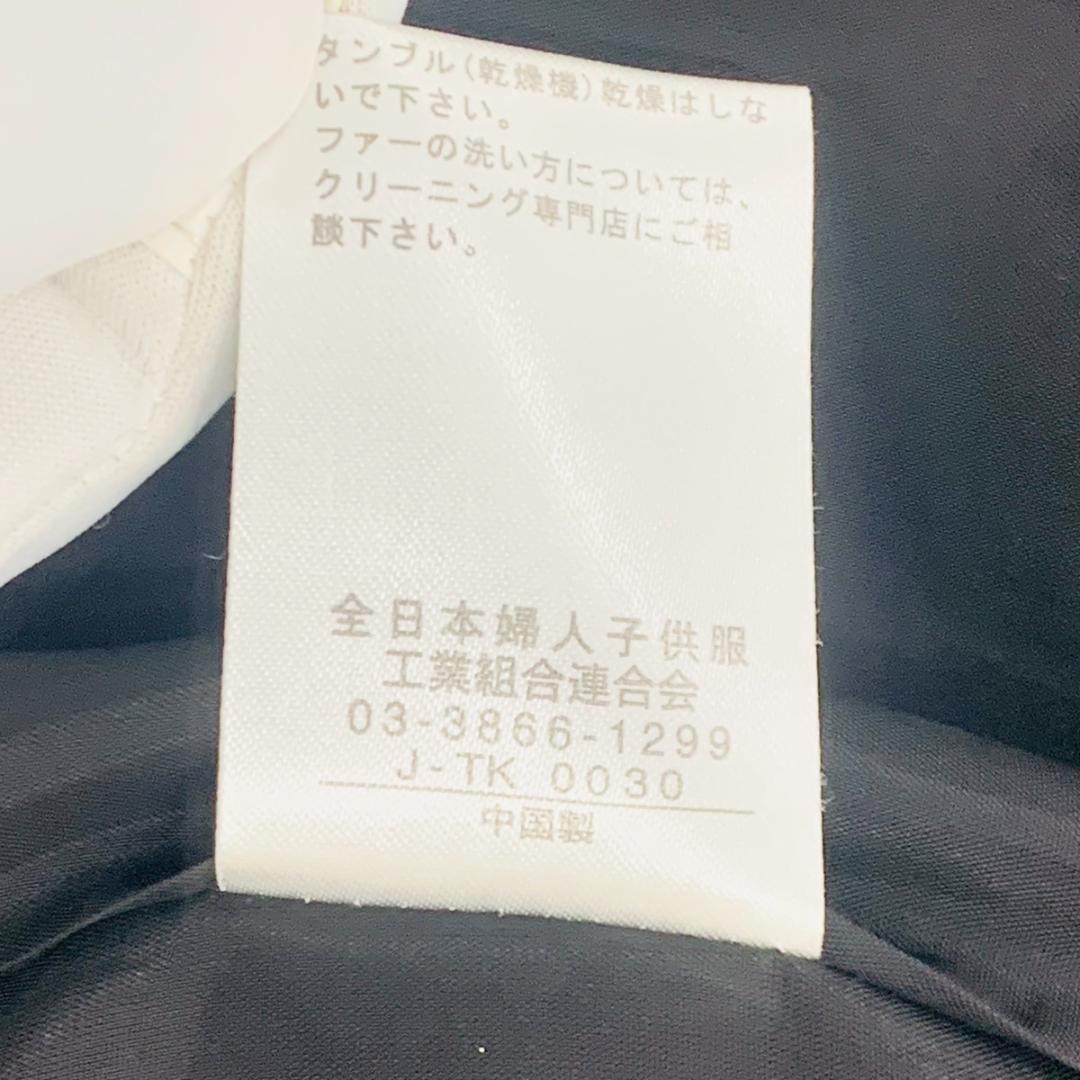 タンブル(乾燥機)乾燥はしな
いで下さい。
ファーの洗い方については、
クリーニング専門店にご相
談下さい。
全日本婦人子供服
工業組合連合会
03-3866-1299
J-TK 0030
中国製